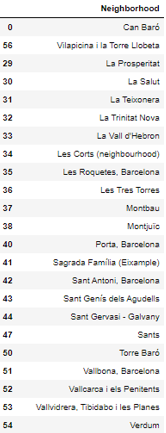 Neighborhood
0 Can Baró
56 Vilapicina i la Torre Llobeta
29 La Prosperitat
30 La Salut
31 La Teixonera
32 La Trinitat Nova
33 La Vall d'Hebron
34 Les Corts (neighbourhood)
35 Les Roquetes, Barcelona
36 Les Tres Torres
37 Montbau
38 Montjuïc
40 Porta, Barcelona
41 Sagrada Família (Eixample)
42 Sant Antoni, Barcelona
43 Sant Genís dels Agudells
44 Sant Gervasi - Galvany
47 Sants
50 Torre Baró
51 Vallbona, Barcelona
52 Vallcarca i els Penitents
53 Vallvidrera, Tibidabo i les Planes
54 Verdum